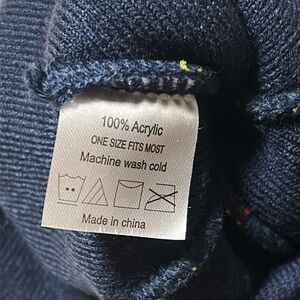 100% Acrylic
ONE SIZE FITS MOST
Machine wash cold
Made in china